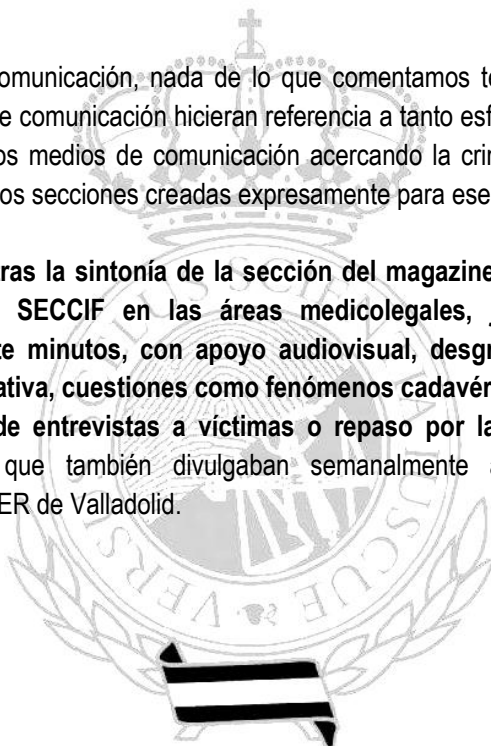 omunicación, nada de lo que comentamos te
e comunicación hicieran referencia a tanto esf
os medios de comunicación acercando la crin
os secciones creadas expresamente para ese
ras la sintonía de la sección del magazine
SECCIF en las áreas medicolegales,
te minutos, con apoyo audiovisual, desgr
ativa, cuestiones como fenómenos cadavér
de entrevistas a víctimas o repaso por la
que también divulgaban semanalmente a
ER de Valladolid.